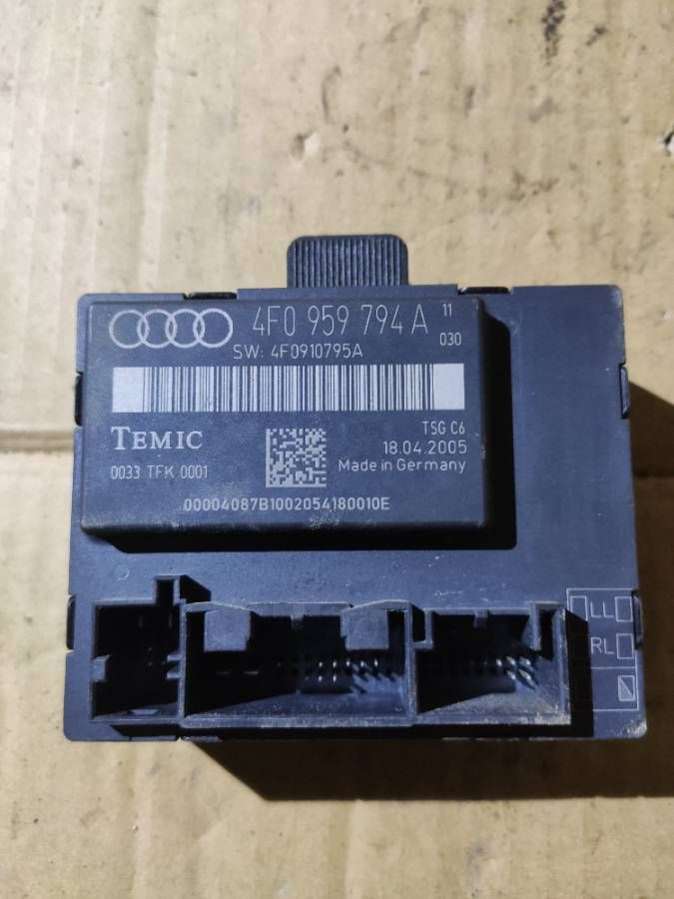 4F0 959 794 A 11
030
SW: 4F0910795A
TEMIC
TSG C6
18.04.2005
0033 TFK 0001
Made in Germany
00004087B1002054180010E
LL
RL